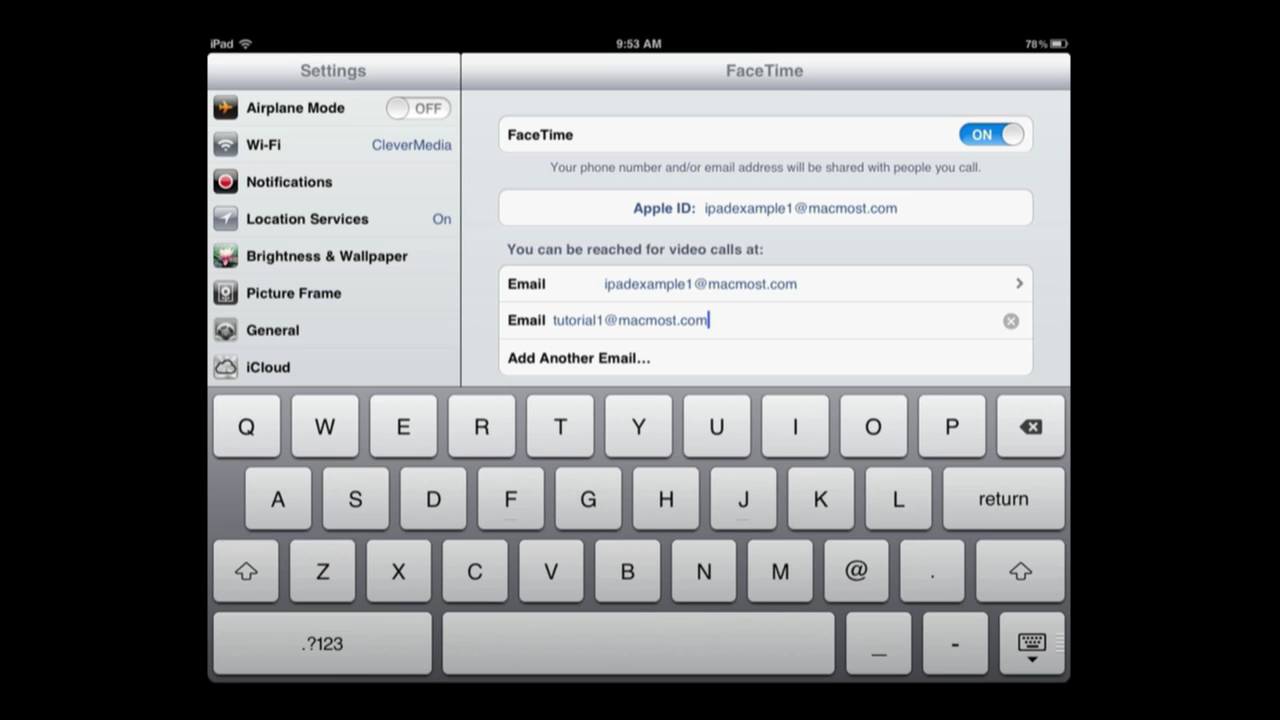 iPad 9:53 AM 78%
Settings FaceTime
Airplane Mode OFF
Wi-Fi CleverMedia
Notifications
Location Services On
Brightness & Wallpaper
Picture Frame
General
iCloud
FaceTime ON
Your phone number and/or email address will be shared with people you call.
Apple ID: ipadexample1@macmost.com
You can be reached for video calls at:
Email ipadexample1@macmost.com
Email tutorial1@macmost.com
Add Another Email...
Q W E R T Y U I O P
A S D F G H J K L return
Z X C V B N M @ .
.?123 _ -